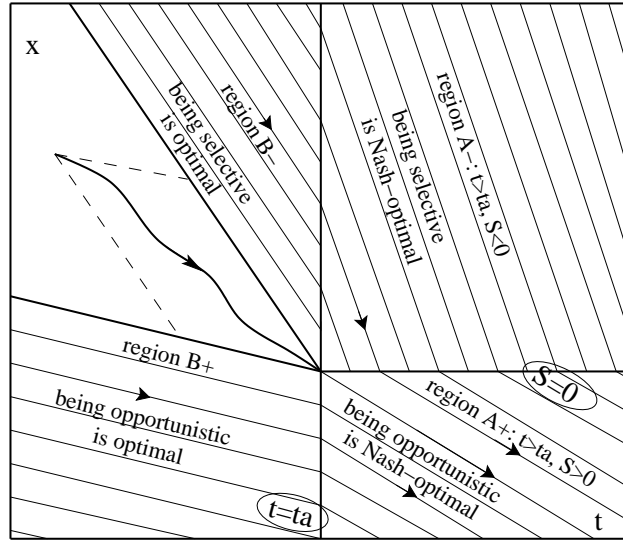 x
being selective
is optimal
region B−
being selective
is Nash−optimal
region A−: t>ta, S<0
region B+
being opportunistic
is optimal
t=ta
S=0
region A+: t>ta, S>0
being opportunistic
is Nash−optimal
t